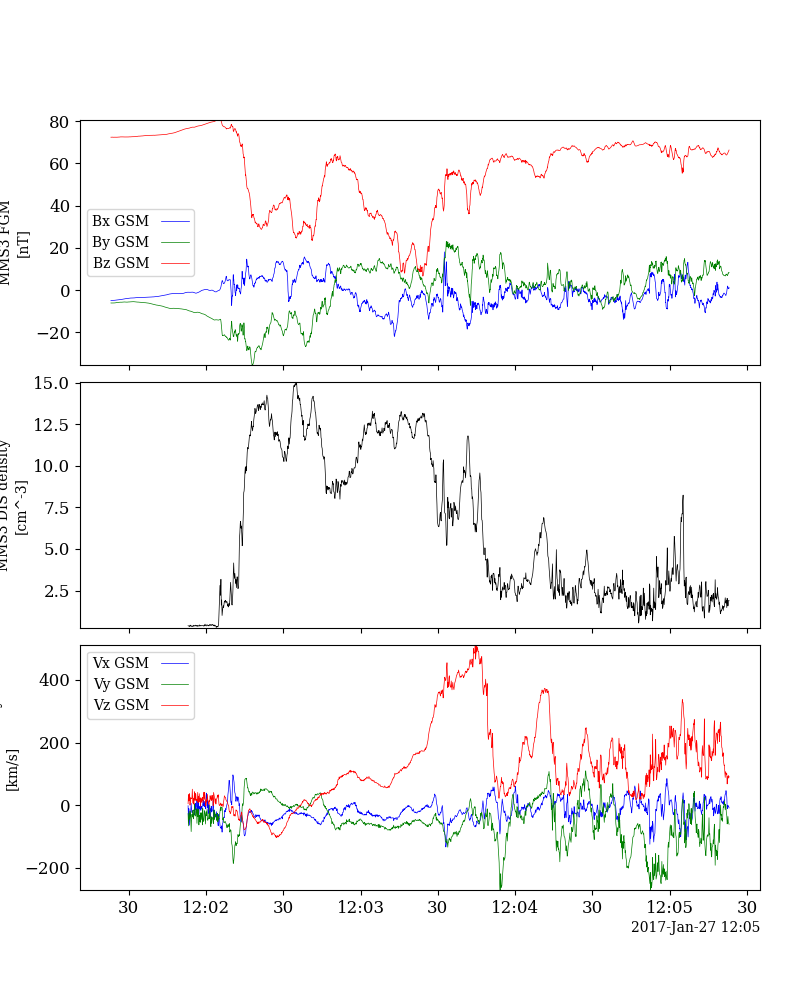 80
60
40
20
0
−20
MMS3 FGM
[nT]
Bx GSM
By GSM
Bz GSM
15.0
12.5
10.0
7.5
5.0
2.5
MMS3 DIS density
[cm^-3]
400
200
0
−200
[km/s]
Vx GSM
Vy GSM
Vz GSM
30 12:02 30 12:03 30 12:04 30 12:05 30
2017-Jan-27 12:05